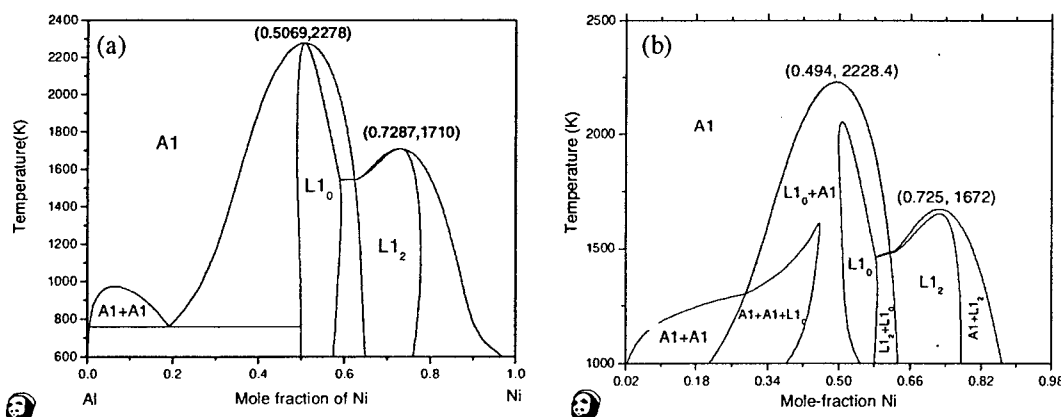 (a)
(0.5069,2278)
(0.7287,1710)
A1
L1₀
L1₂
A1+A1
2400
2200
2000
1800
1600
1400
1200
1000
800
600
Temperature(K)
0.0
0.2
0.4
0.6
0.8
1.0
Al
Mole fraction of Ni
Ni
(b)
(0.494, 2228.4)
(0.725, 1672)
A1
L1₀+A1
L1₀
L1₂
A1+A1
A1+A1+L1₀
L1₂+L1₀
A1+L1₂
2500
2000
1500
1000
Temperature (K)
0.02
0.18
0.34
0.50
0.66
0.82
0.98
Mole-fraction Ni